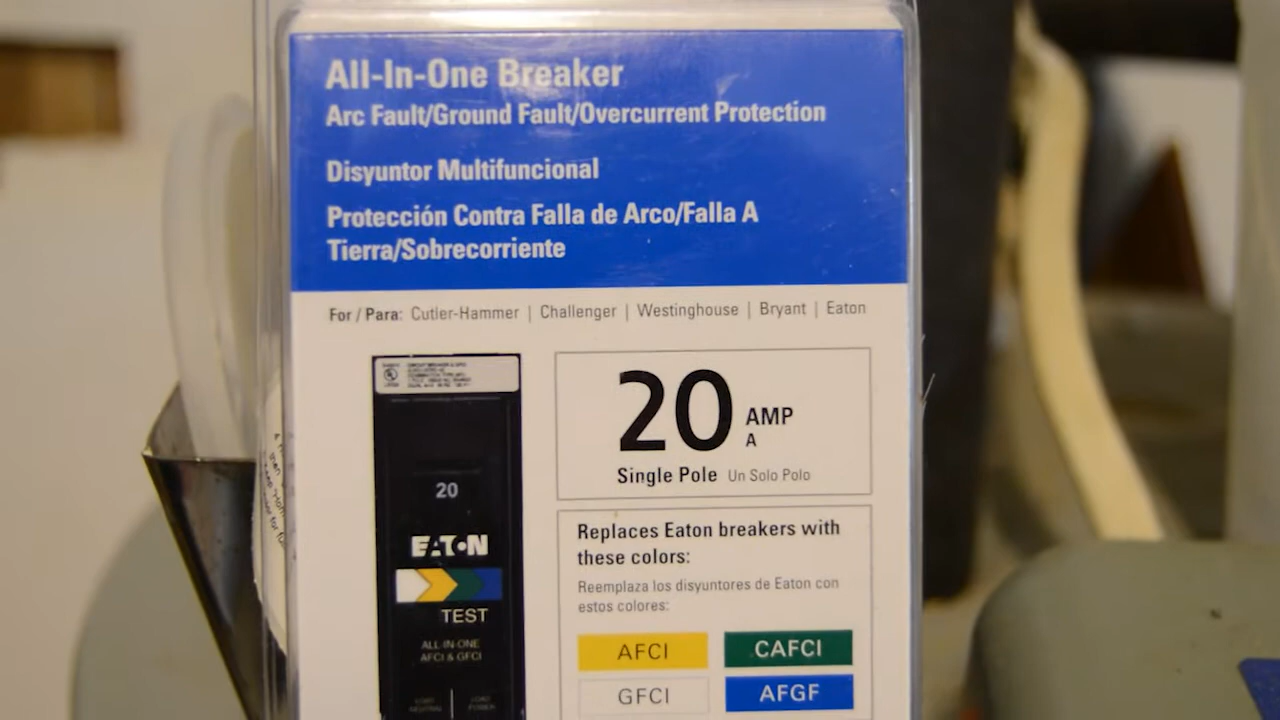 All-In-One Breaker
Arc Fault/Ground Fault/Overcurrent Protection
Disyuntor Multifuncional
Protección Contra Falla de Arco/Falla A
Tierra/Sobrecorriente
For / Para: Cutler-Hammer | Challenger | Westinghouse | Bryant | Eaton
20 AMP
A
Single Pole Un Solo Polo
20
EATON
TEST
ALL-IN-ONE
AFCI & GFCI
Replaces Eaton breakers with
these colors:
Reemplaza los disyuntores de Eaton con
estos colores:
AFCI CAFCI
GFCI AFGF